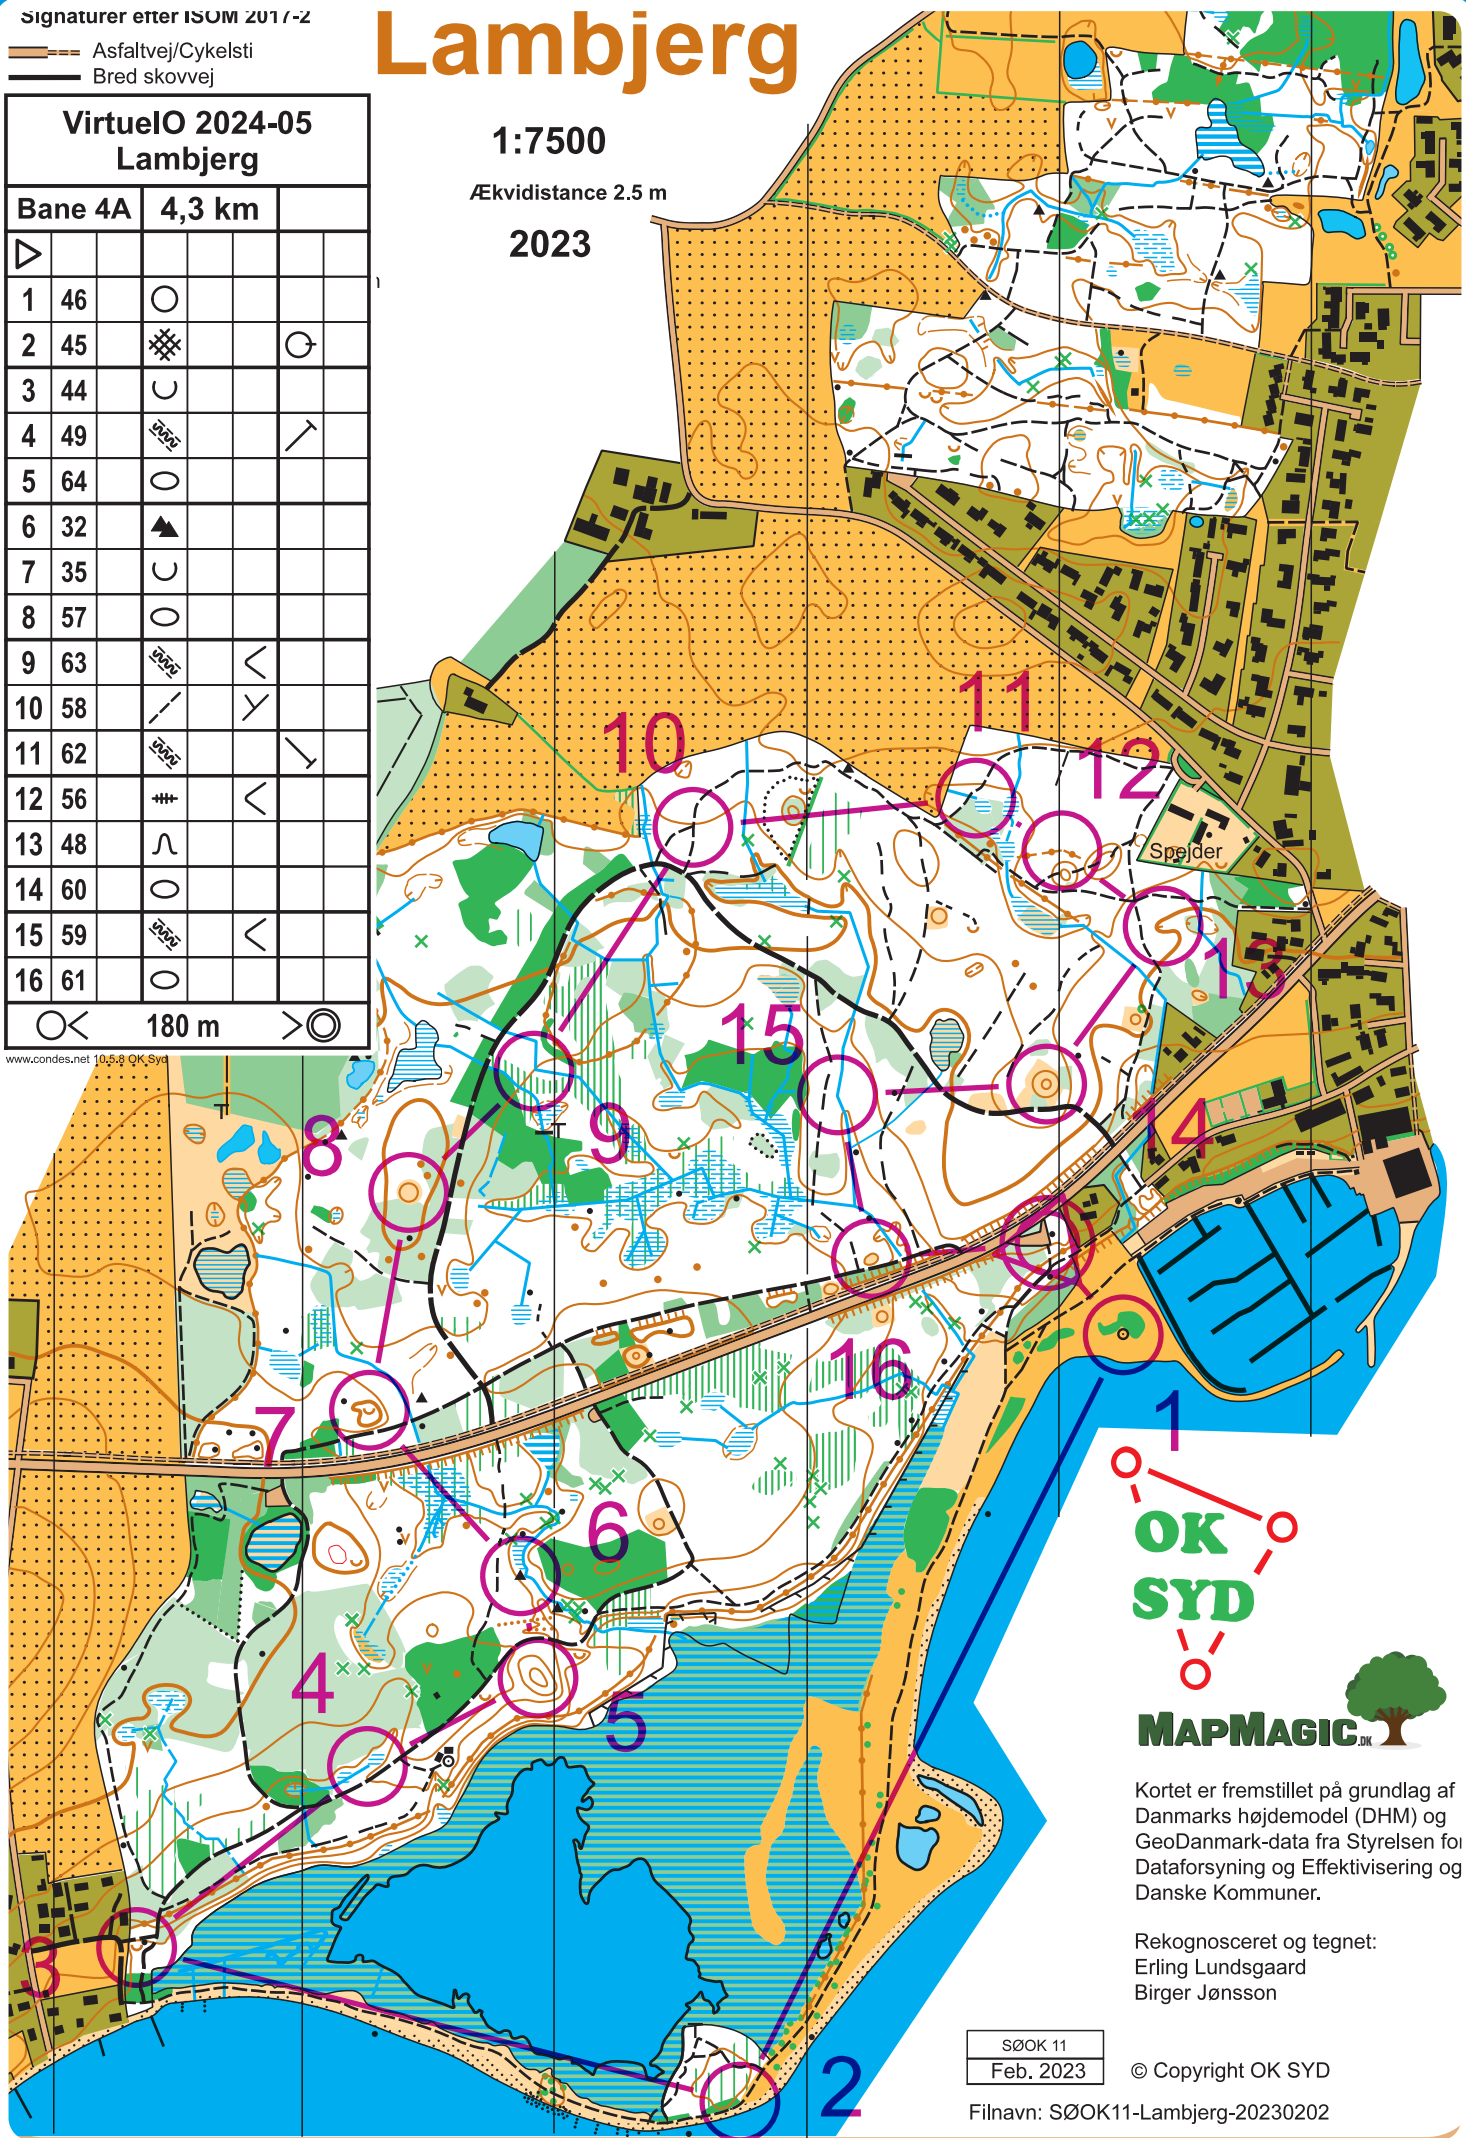 Signaturer efter ISOM 2017-2
Asfaltvej/Cykelsti
Bred skovvej
Lambjerg
1:7500
Ækvidistance 2.5 m
2023
VirtueIO 2024-05
Lambjerg
Bane 4A 4,3 km
1 46
2 45
3 44
4 49
5 64
6 32
7 35
8 57
9 63
10 58
11 62
12 56
13 48
14 60
15 59
16 61
180 m
www.condes.net 10.5.8 OK Syd
11
10
12
Spejder
13
15
14
9
8
16
7
1
6
4
5
3
2
OK
SYD
MAPMAGIC.DK
Kortet er fremstillet på grundlag af
Danmarks højdemodel (DHM) og
GeoDanmark-data fra Styrelsen for
Dataforsyning og Effektivisering og
Danske Kommuner.
Rekognosceret og tegnet:
Erling Lundsgaard
Birger Jønsson
SØOK 11
Feb. 2023
© Copyright OK SYD
Filnavn: SØOK11-Lambjerg-20230202